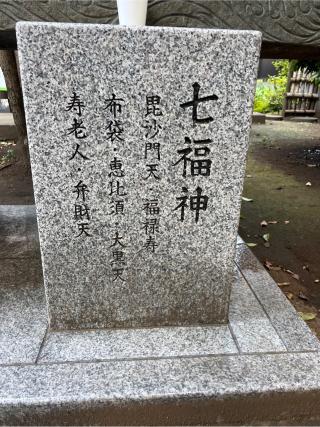 七福神
毘沙門天・福禄寿
布袋・恵比須・大黒天
寿老人・弁財天